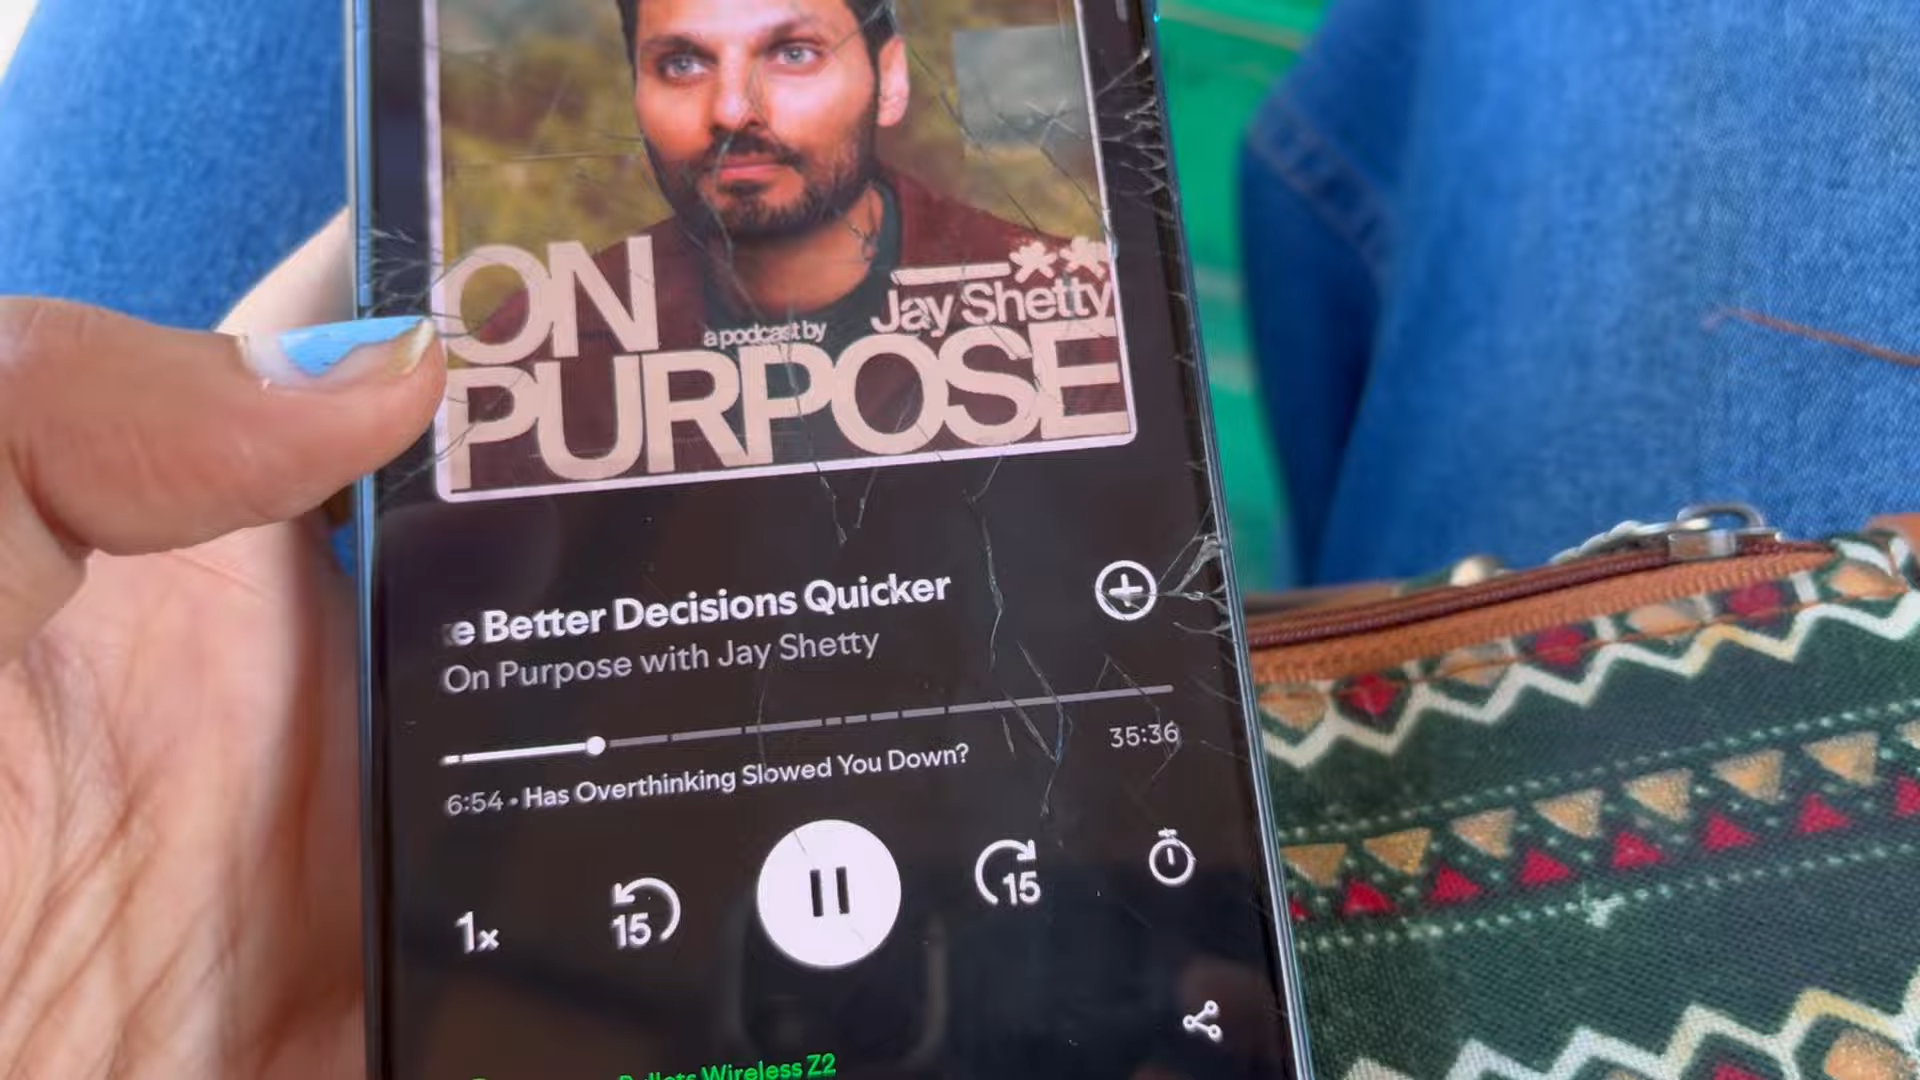 ON
a podcast by
Jay Shetty
PURPOSE
Better Decisions Quicker
On Purpose with Jay Shetty
6:54 • Has Overthinking Slowed You Down?
35:36
1x
15
15
Wireless Z2